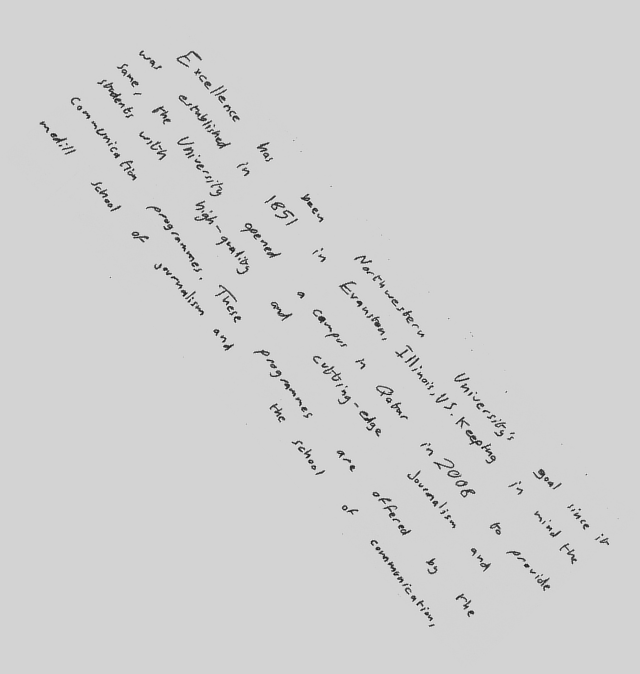 Excellence has been Northwestern University's goal since it
was established in 1851 in Evanston, Illinois, US. Keeping in mind the
same, the University opened a campus in Qatar in 2008 to provide
students with high-quality and cutting-edge journalism and
communication programmes. These programmes are offered by the
medill school of journalism and the school of communication,